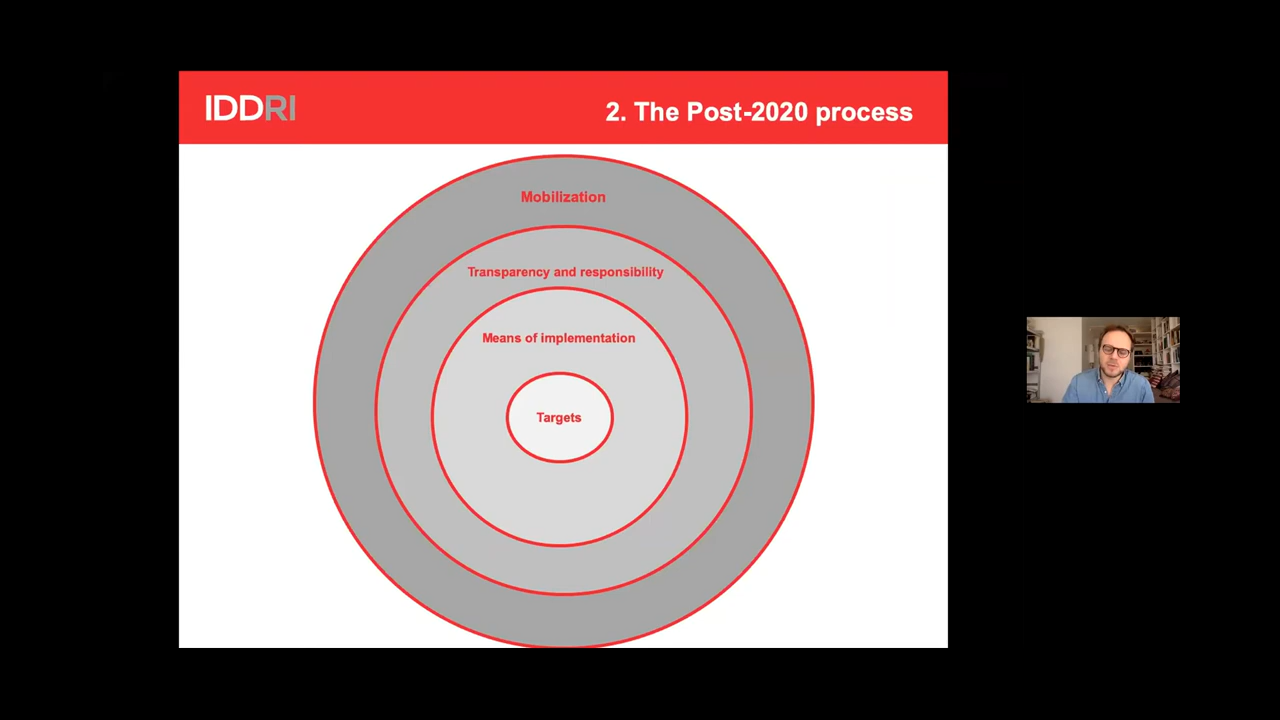 IDDRI
2. The Post-2020 process
Mobilization
Transparency and responsibility
Means of implementation
Targets